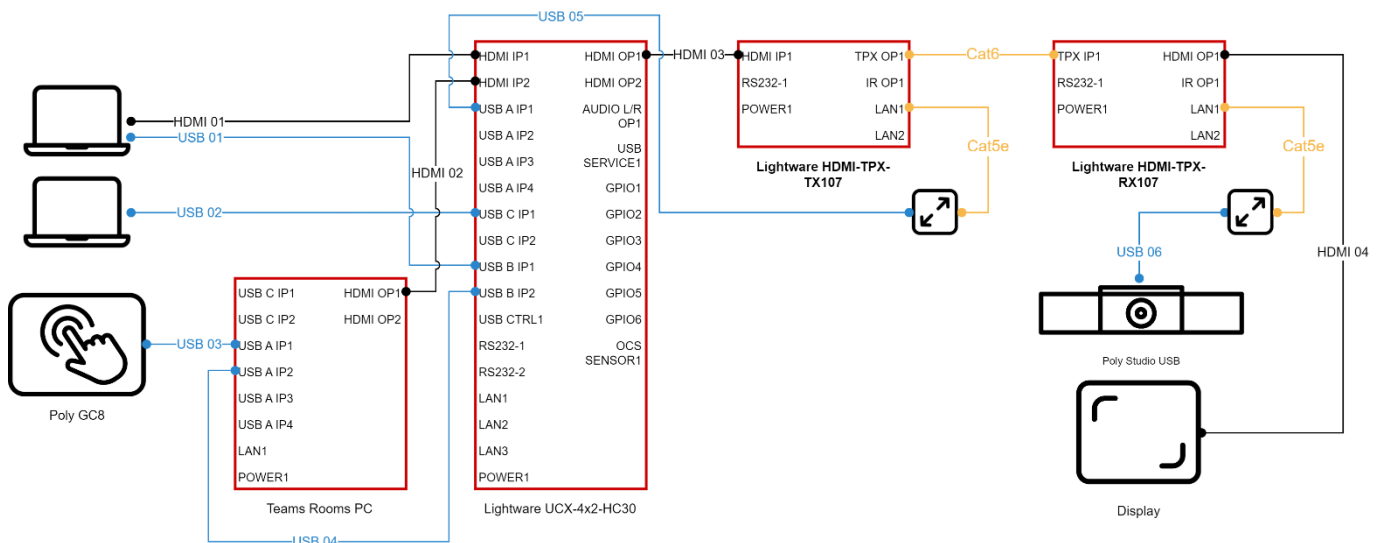 USB 05
HDMI 01
USB 01
USB 02
HDMI 02
USB 03
Poly GC8
USB C IP1
USB C IP2
USB A IP1
USB A IP2
USB A IP3
USB A IP4
LAN1
POWER1
HDMI OP1
HDMI OP2
Teams Rooms PC
USB 04
HDMI IP1
HDMI IP2
USB A IP1
USB A IP2
USB A IP3
USB A IP4
USB C IP1
USB C IP2
USB B IP1
USB B IP2
USB CTRL1
RS232-1
RS232-2
LAN1
LAN2
LAN3
POWER1
HDMI OP1
HDMI OP2
AUDIO L/R
OP1
USB
SERVICE1
GPIO1
GPIO2
GPIO3
GPIO4
GPIO5
GPIO6
OCS
SENSOR1
Lightware UCX-4x2-HC30
HDMI 03
HDMI IP1
RS232-1
POWER1
TPX OP1
IR OP1
LAN1
LAN2
Lightware HDMI-TPX-
TX107
Cat6
Cat5e
TPX IP1
RS232-1
POWER1
HDMI OP1
IR OP1
LAN1
LAN2
Lightware HDMI-TPX-
RX107
Cat5e
USB 06
HDMI 04
Poly Studio USB
Display